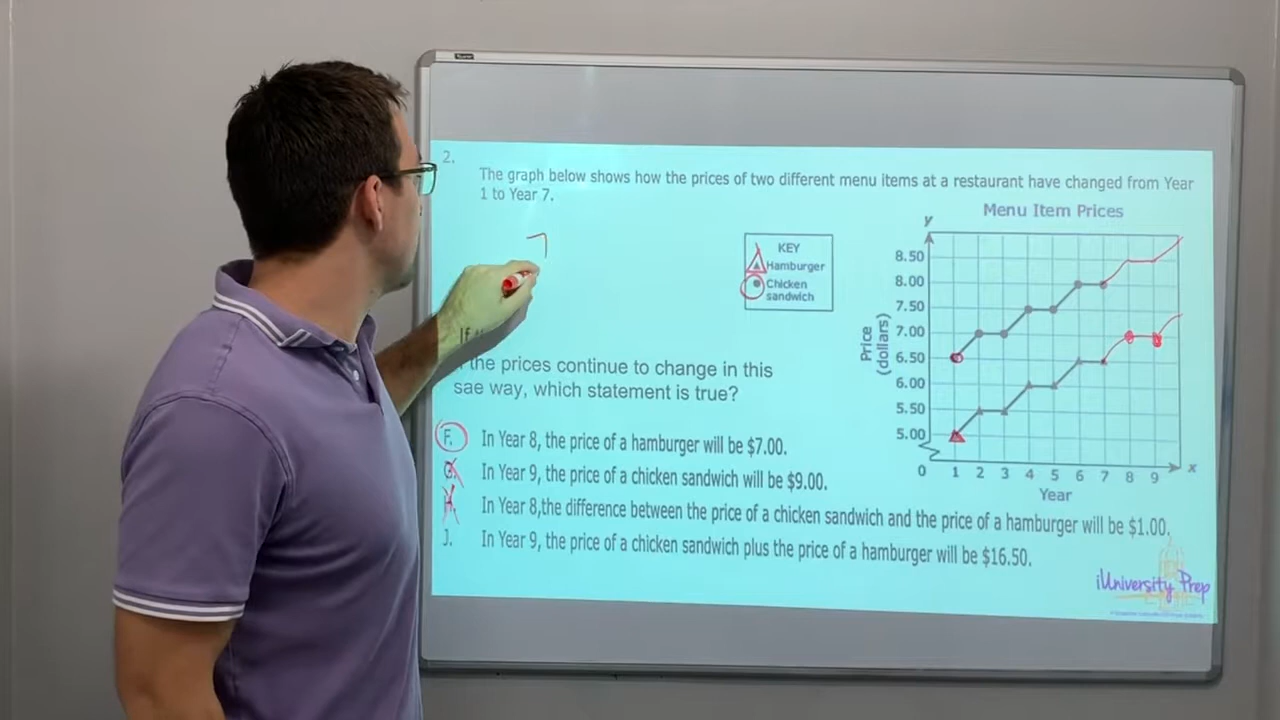 2.
The graph below shows how the prices of two different menu items at a restaurant have changed from Year
1 to Year 7.
7
KEY
Hamburger
Chicken
sandwich
Menu Item Prices
y
8.50
8.00
7.50
7.00
6.50
6.00
5.50
5.00
0
Price
(dollars)
1 2 3 4 5 6 7 8 9
x
Year
If
the prices continue to change in this
sae way, which statement is true?
F. In Year 8, the price of a hamburger will be $7.00.
G. In Year 9, the price of a chicken sandwich will be $9.00.
H. In Year 8,the difference between the price of a chicken sandwich and the price of a hamburger will be $1.00.
J. In Year 9, the price of a chicken sandwich plus the price of a hamburger will be $16.50.
iUniversity Prep